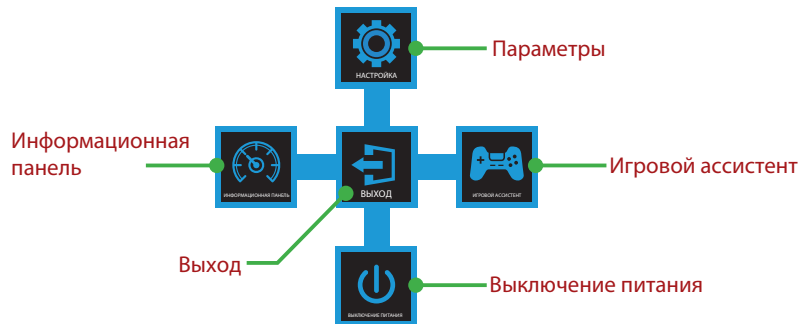 НАСТРОЙКА
Параметры
Информационная
панель
ИНФОРМАЦИОННАЯ ПАНЕЛЬ
ВЫХОД
ИГРОВОЙ АССИСТЕНТ
Игровой ассистент
Выход
ВЫКЛЮЧЕНИЕ ПИТАНИЯ
Выключение питания